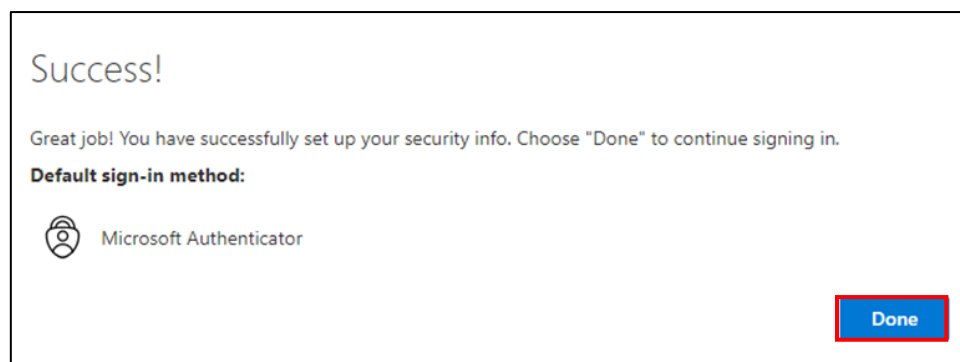 Success!
Great job! You have successfully set up your security info. Choose "Done" to continue signing in.
Default sign-in method:
Microsoft Authenticator
Done